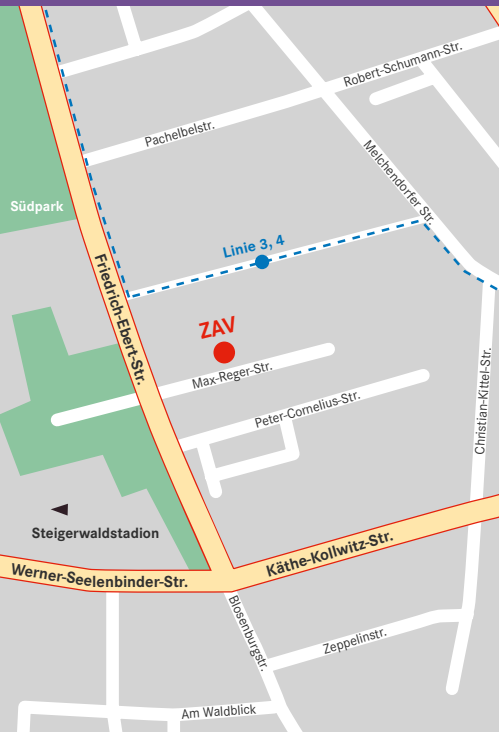 Robert-Schumann-Str.
Pachelbelstr.
Melchendorfer Str.
Südpark
Linie 3, 4
Friedrich-Ebert-Str.
ZAV
Max-Reger-Str.
Peter-Cornelius-Str.
Christian-Kittel-Str.
Steigerwaldstadion
Käthe-Kollwitz-Str.
Werner-Seelenbinder-Str.
Blosenburgstr.
Zeppelinstr.
Am Waldblick